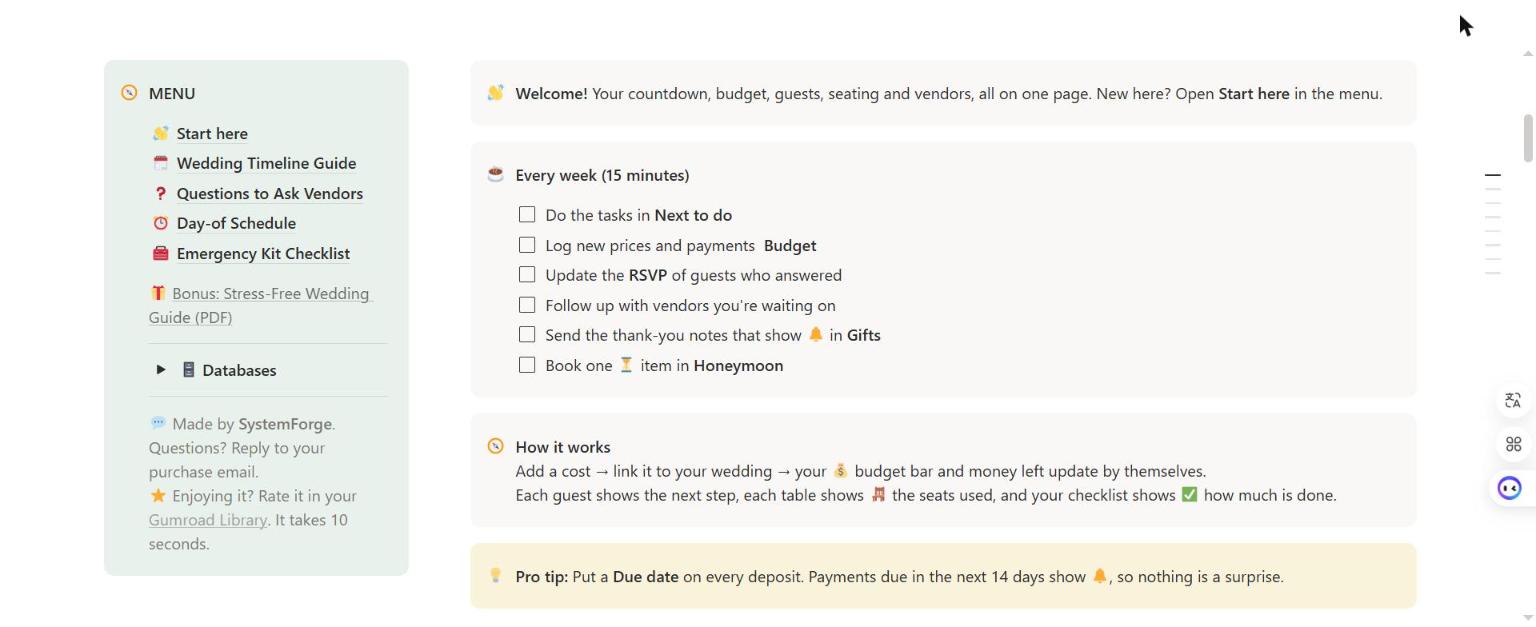 MENU
Start here
Wedding Timeline Guide
Questions to Ask Vendors
Day-of Schedule
Emergency Kit Checklist
Bonus: Stress-Free Wedding
Guide (PDF)
Databases
Made by SystemForge.
Questions? Reply to your
purchase email.
Enjoying it? Rate it in your
Gumroad Library. It takes 10
seconds.
Welcome! Your countdown, budget, guests, seating and vendors, all on one page. New here? Open Start here in the menu.
Every week (15 minutes)
Do the tasks in Next to do
Log new prices and payments  Budget
Update the RSVP of guests who answered
Follow up with vendors you're waiting on
Send the thank-you notes that show 🔔 in Gifts
Book one ⏳ item in Honeymoon
How it works
Add a cost → link it to your wedding → your 💰 budget bar and money left update by themselves.
Each guest shows the next step, each table shows 🪑 the seats used, and your checklist shows ✅ how much is done.
Pro tip: Put a Due date on every deposit. Payments due in the next 14 days show 🔔, so nothing is a surprise.